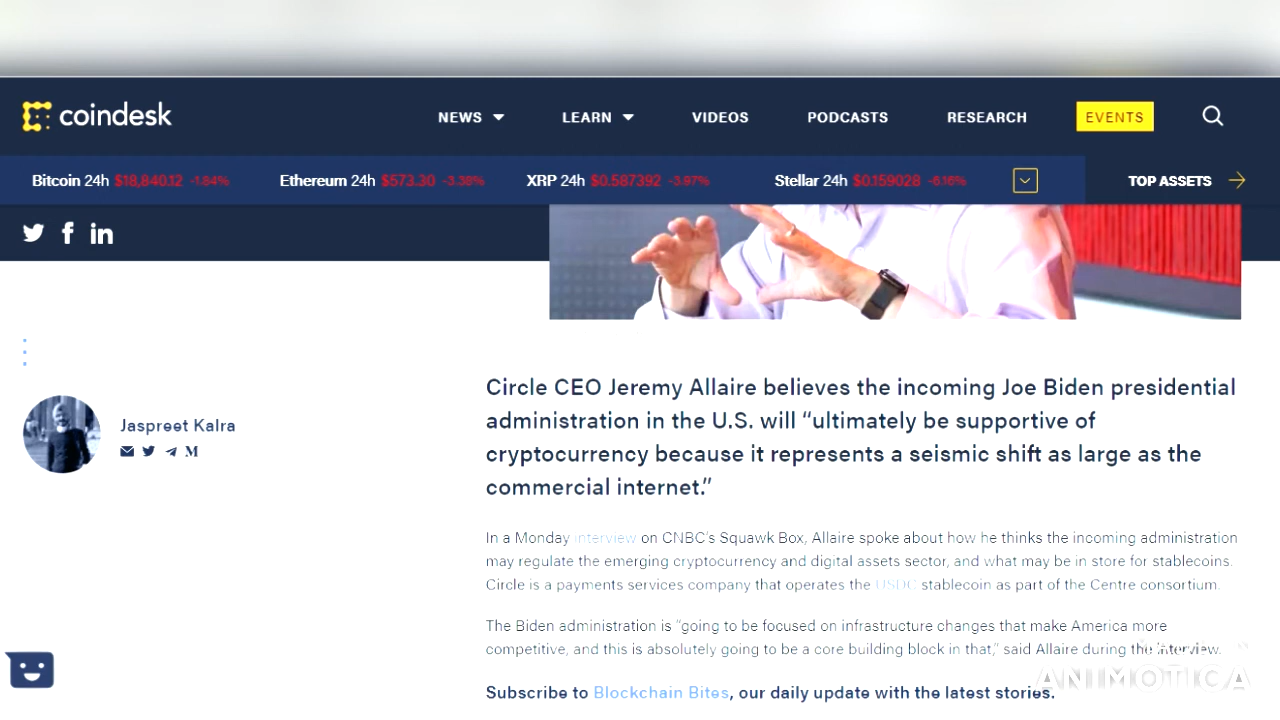 coindesk
NEWS LEARN VIDEOS PODCASTS RESEARCH EVENTS
Bitcoin 24h $18,840.12 -1.84% Ethereum 24h $573.30 -3.38% XRP 24h $0.587392 -3.97% Stellar 24h $0.159028 -6.16% TOP ASSETS
Circle CEO Jeremy Allaire believes the incoming Joe Biden presidential
administration in the U.S. will “ultimately be supportive of
cryptocurrency because it represents a seismic shift as large as the
commercial internet.”
Jaspreet Kalra
In a Monday interview on CNBC’s Squawk Box, Allaire spoke about how he thinks the incoming administration
may regulate the emerging cryptocurrency and digital assets sector, and what may be in store for stablecoins.
Circle is a payments services company that operates the USDC stablecoin as part of the Centre consortium.
The Biden administration is “going to be focused on infrastructure changes that make America more
competitive, and this is absolutely going to be a core building block in that,” said Allaire during the interview.
Subscribe to Blockchain Bites, our daily update with the latest stories.
ANIMOTICA